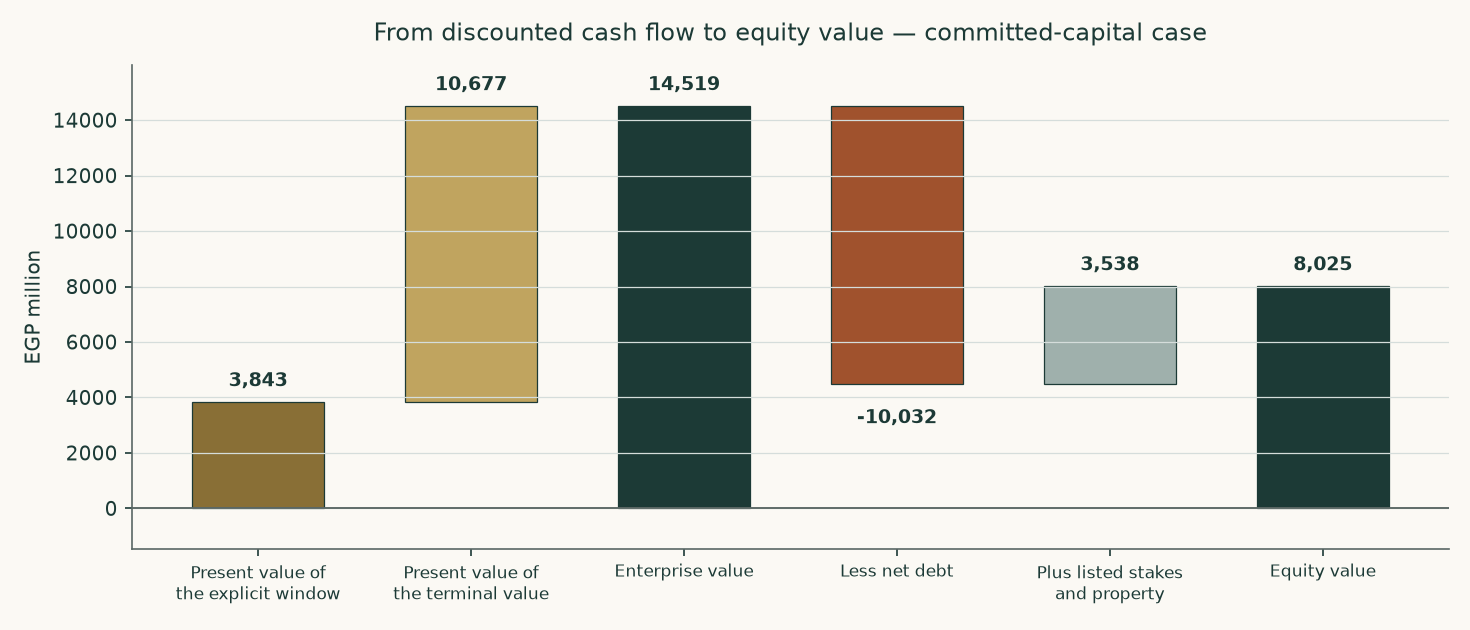 From discounted cash flow to equity value — committed-capital case
EGP million
14000
12000
10000
8000
6000
4000
2000
0
3,843
10,677
14,519
-10,032
3,538
8,025
Present value of
the explicit window
Present value of
the terminal value
Enterprise value
Less net debt
Plus listed stakes
and property
Equity value